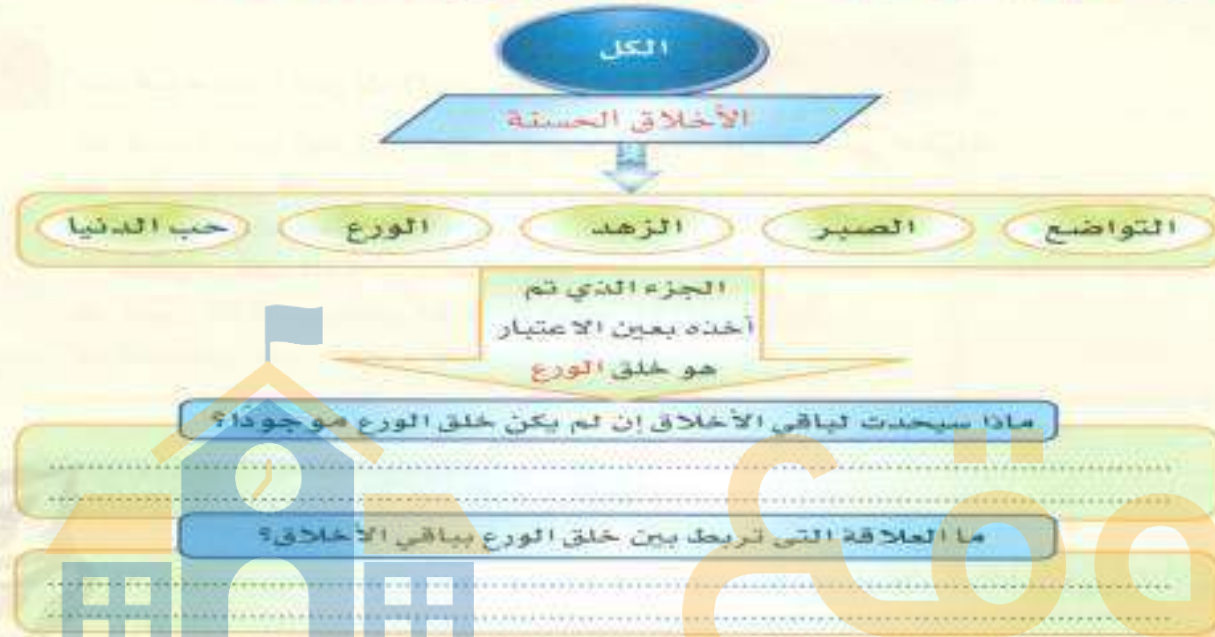 الكل
الأخلاق الحسنة
التواضع الصبر الزهد الورع حب الدنيا
الجزء الذي تم
أخذه بعين الاعتبار
هو خلق الورع
ماذا سيحدث لباقي الأخلاق إن لم يكن خلق الورع موجودا؟
ما العلاقة التي تربط بين خلق الورع بباقي الأخلاق؟